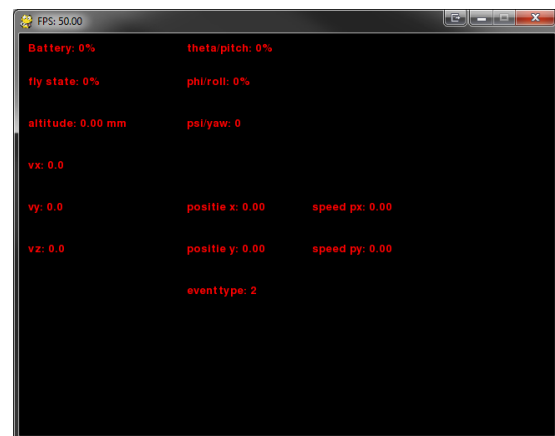 FPS: 50.00
Battery: 0% theta/pitch: 0%
fly state: 0% phi/roll: 0%
altitude: 0.00 mm psi/yaw: 0
vx: 0.0
vy: 0.0 positie x: 0.00 speed px: 0.00
vz: 0.0 positie y: 0.00 speed py: 0.00
eventtype: 2